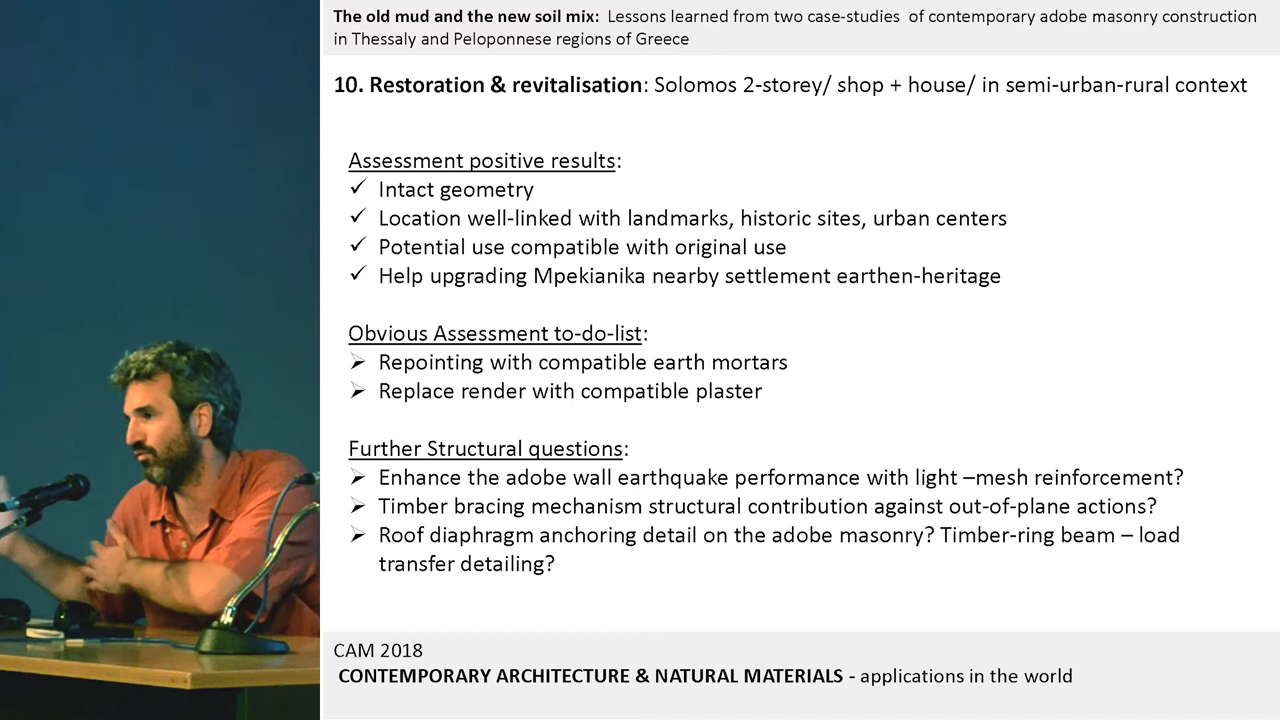 The old mud and the new soil mix: Lessons learned from two case-studies of contemporary adobe masonry construction
in Thessaly and Peloponnese regions of Greece
10. Restoration & revitalisation: Solomos 2-storey/ shop + house/ in semi-urban-rural context
Assessment positive results:
✓ Intact geometry
✓ Location well-linked with landmarks, historic sites, urban centers
✓ Potential use compatible with original use
✓ Help upgrading Mpekianika nearby settlement earthen-heritage
Obvious Assessment to-do-list:
➢ Repointing with compatible earth mortars
➢ Replace render with compatible plaster
Further Structural questions:
➢ Enhance the adobe wall earthquake performance with light –mesh reinforcement?
➢ Timber bracing mechanism structural contribution against out-of-plane actions?
➢ Roof diaphragm anchoring detail on the adobe masonry? Timber-ring beam – load
transfer detailing?
CAM 2018
CONTEMPORARY ARCHITECTURE & NATURAL MATERIALS - applications in the world